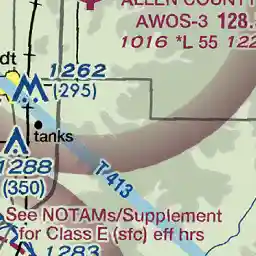 ALLEN COUNTY
AWOS-3 128.
1016 *L 55 122
dt
1262
(295)
tanks
1288
(350)
T-413
See NOTAMs/Supplement
for Class E (sfc) eff hrs
1283